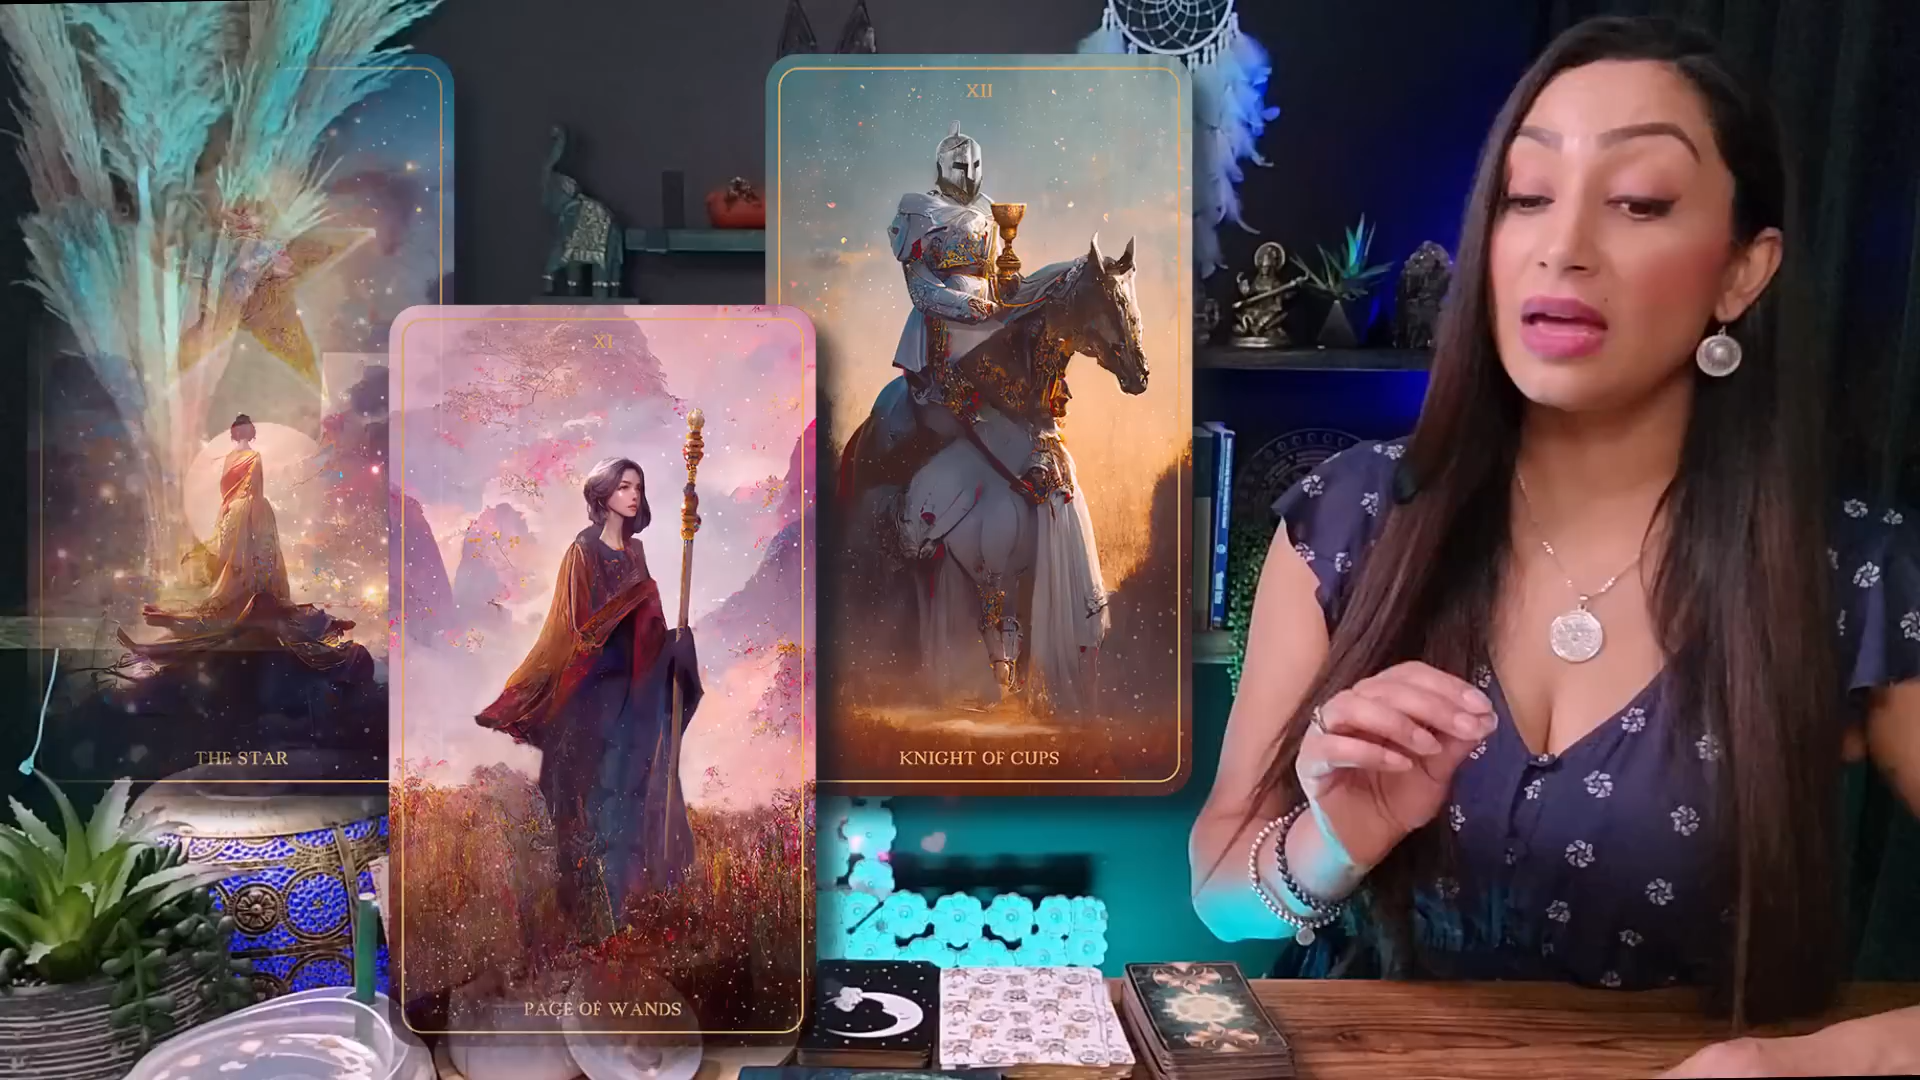 THE STAR
XI
PAGE OF WANDS
XII
KNIGHT OF CUPS